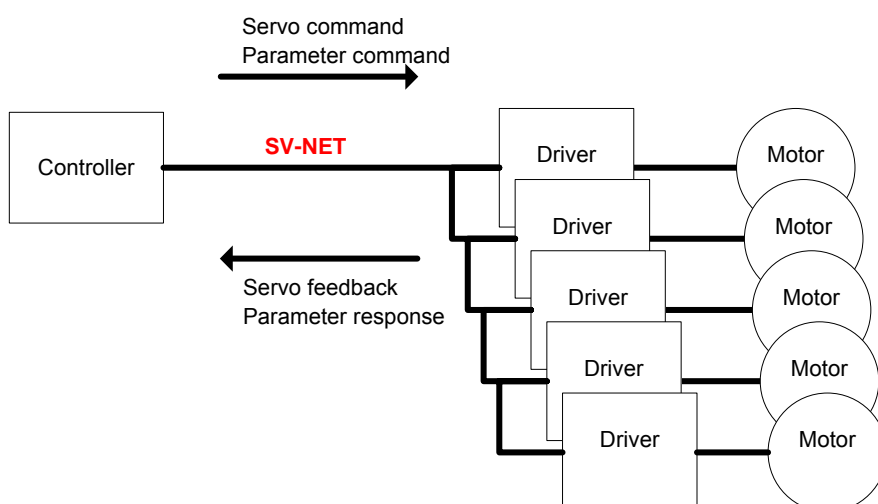 Servo command
Parameter command
SV-NET
Controller
Driver
Motor
Driver
Motor
Servo feedback
Parameter response
Driver
Motor
Driver
Motor
Driver
Motor